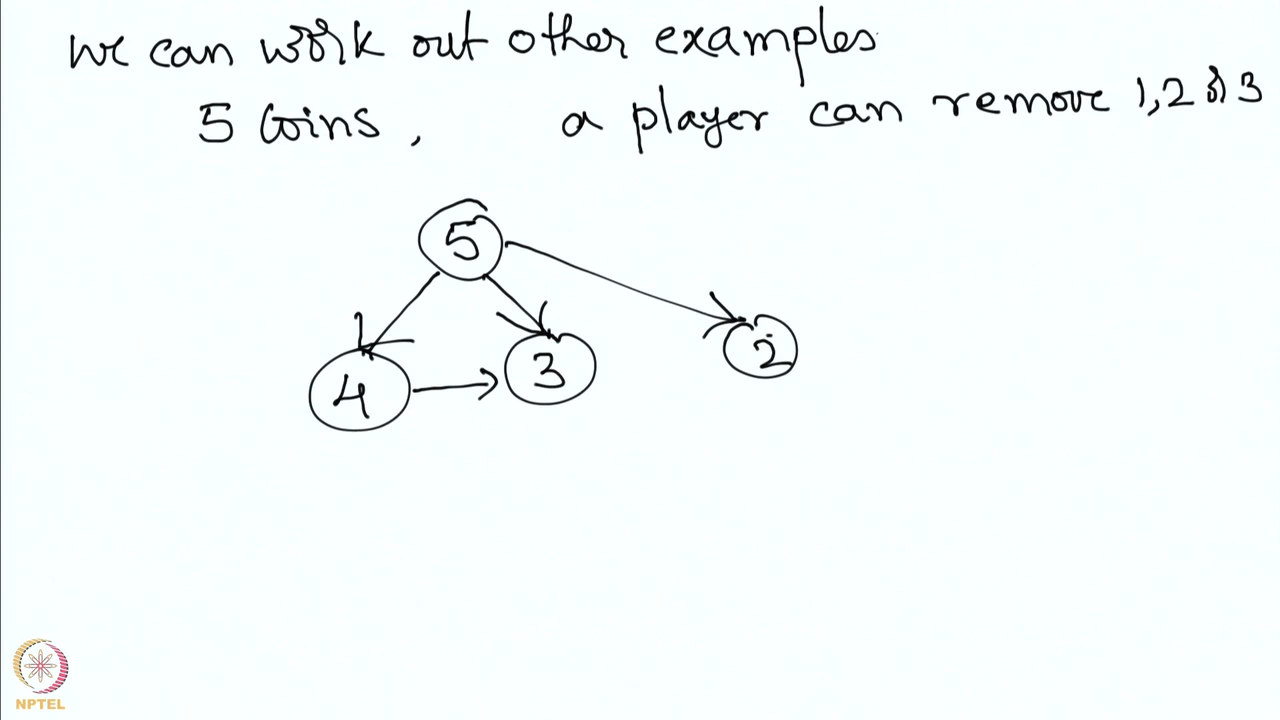 we can work out other examples
5 Coins, a player can remove 1, 2 or 3
5
4 3 2
NPTEL